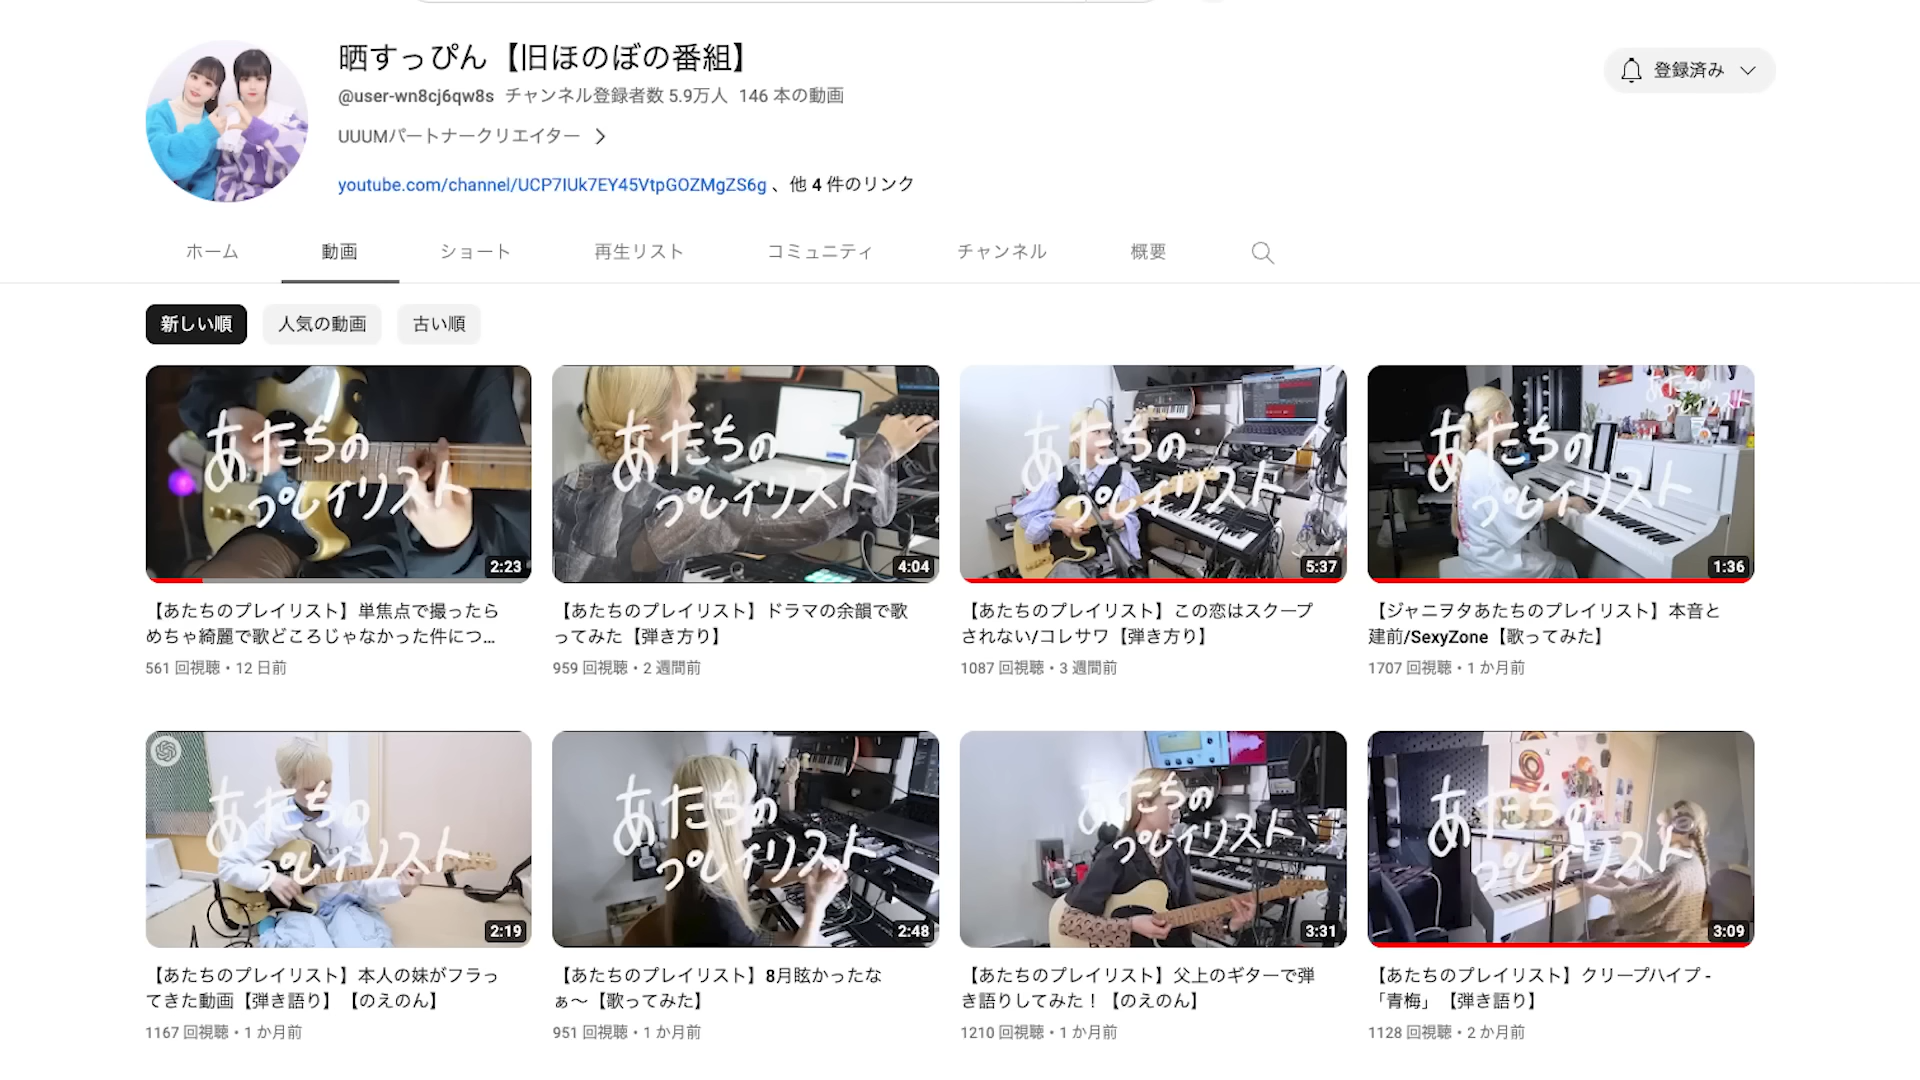 晒すっぴん【旧ほのぼの番組】
@user-wn8cj6qw8s チャンネル登録者数 5.9万人 146 本の動画
登録済み
UUUMパートナークリエイター
youtube.com/channel/UCP7IUk7EY45VtpGOZMgZS6g 、他 4 件のリンク
ホーム 動画 ショート 再生リスト コミュニティ チャンネル 概要
新しい順 人気の動画 古い順
あたちの
プレイリスト
2:23
あたちの
プレイリスト
4:04
あたちの
プレイリスト
5:37
あたちの
プレイリスト
あたちの
プレイリスト
1:36
【あたちのプレイリスト】単焦点で撮ったら
めちゃ綺麗で歌どころじゃなかった件につ...
561 回視聴・12 日前
【あたちのプレイリスト】ドラマの余韻で歌
ってみた【弾き方り】
959 回視聴・2 週間前
【あたちのプレイリスト】この恋はスクープ
されない/コレサワ【弾き方り】
1087 回視聴・3 週間前
【ジャニヲタあたちのプレイリスト】本音と
建前/SexyZone【歌ってみた】
1707 回視聴・1 か月前
あたちの
プレイリスト
2:19
あたちの
プレイリスト
2:48
あたちの
プレイリスト
3:31
あたちの
プレイリスト
3:09
【あたちのプレイリスト】本人の妹がフラっ
てきた動画【弾き語り】【のえのん】
1167 回視聴・1 か月前
【あたちのプレイリスト】8月眩かったな
ぁ〜【歌ってみた】
951 回視聴・1 か月前
【あたちのプレイリスト】父上のギターで弾
き語りしてみた！【のえのん】
1210 回視聴・1 か月前
【あたちのプレイリスト】クリープハイプ -
「青梅」【弾き語り】
1128 回視聴・2 か月前